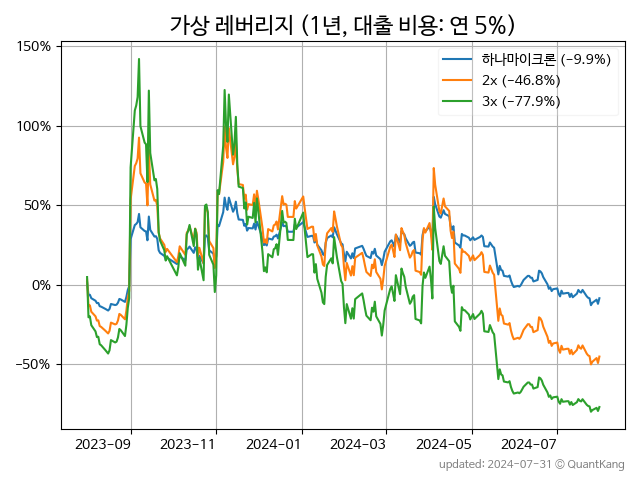 가상 레버리지 (1년, 대출 비용: 연 5%)
하나마이크론 (−9.9%)
2x (−46.8%)
3x (−77.9%)
150%
100%
50%
0%
−50%
2023-09 2023-11 2024-01 2024-03 2024-05 2024-07
updated: 2024-07-31 © QuantKang